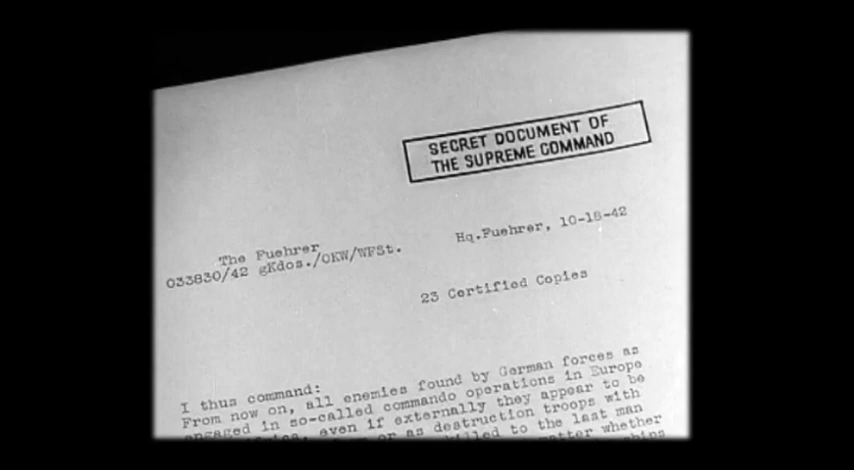 SECRET DOCUMENT OF
THE SUPREME COMMAND
The Fuehrer
033830/42 gKdos./OKW/WFSt.
Hq.Fuehrer, 10-18-42
23 Certified Copies
I thus command:
From now on, all enemies found by German forces as
engaged in so-called commando operations in Europe
even if externally they appear to be
or as destruction troops with
killed to the last man
matter whether
ships